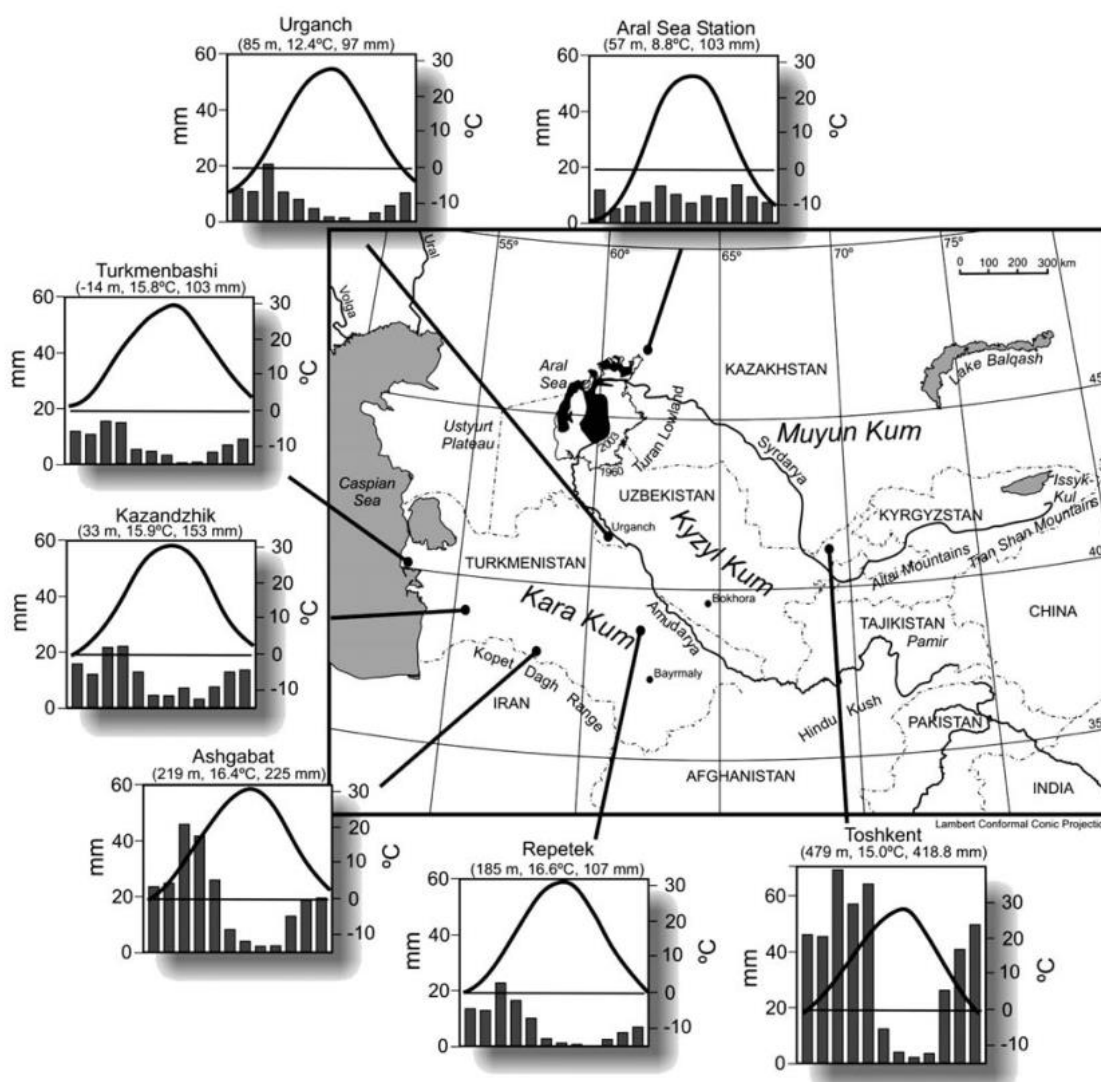 Urganch
(85 m, 12.4ºC, 97 mm)
60
40
20
0
mm
30
20
10
0
-10
ºC
Aral Sea Station
(57 m, 8.8ºC, 103 mm)
60
40
20
0
mm
30
20
10
0
-10
ºC
Turkmenbashi
(-14 m, 15.8ºC, 103 mm)
60
40
20
0
mm
30
20
10
0
-10
ºC
Kazandzhik
(33 m, 15.9ºC, 153 mm)
60
40
20
0
mm
30
20
10
0
-10
ºC
Ashgabat
(219 m, 16.4ºC, 225 mm)
60
40
20
0
mm
30
20
10
0
-10
ºC
Repetek
(185 m, 16.6ºC, 107 mm)
60
40
20
0
mm
30
20
10
0
-10
ºC
Toshkent
(479 m, 15.0ºC, 418.8 mm)
60
40
20
0
mm
30
20
10
0
-10
ºC
55º
60º
65º
70º
75º
0 100 200 300 km
Ural
Volga
Aral
Sea
KAZAKHSTAN
Lake Balqash
45
Ustyurt
Plateau
2003
1960
Turan Lowland
Syrdarya
Muyun Kum
Caspian
Sea
UZBEKISTAN
Issyk-
Kul
KYRGYZSTAN
Urganch
Kyzyl Kum
TURKMENISTAN
Altai Mountains
Tian Shan Mountains
40
Kara Kum
Bokhora
Amudarya
TAJIKISTAN
CHINA
Pamir
Kopet Dagh Range
Bayrmaly
IRAN
Hindu Kush
PAKISTAN
35
AFGHANISTAN
INDIA
Lambert Conformal Conic Projectio